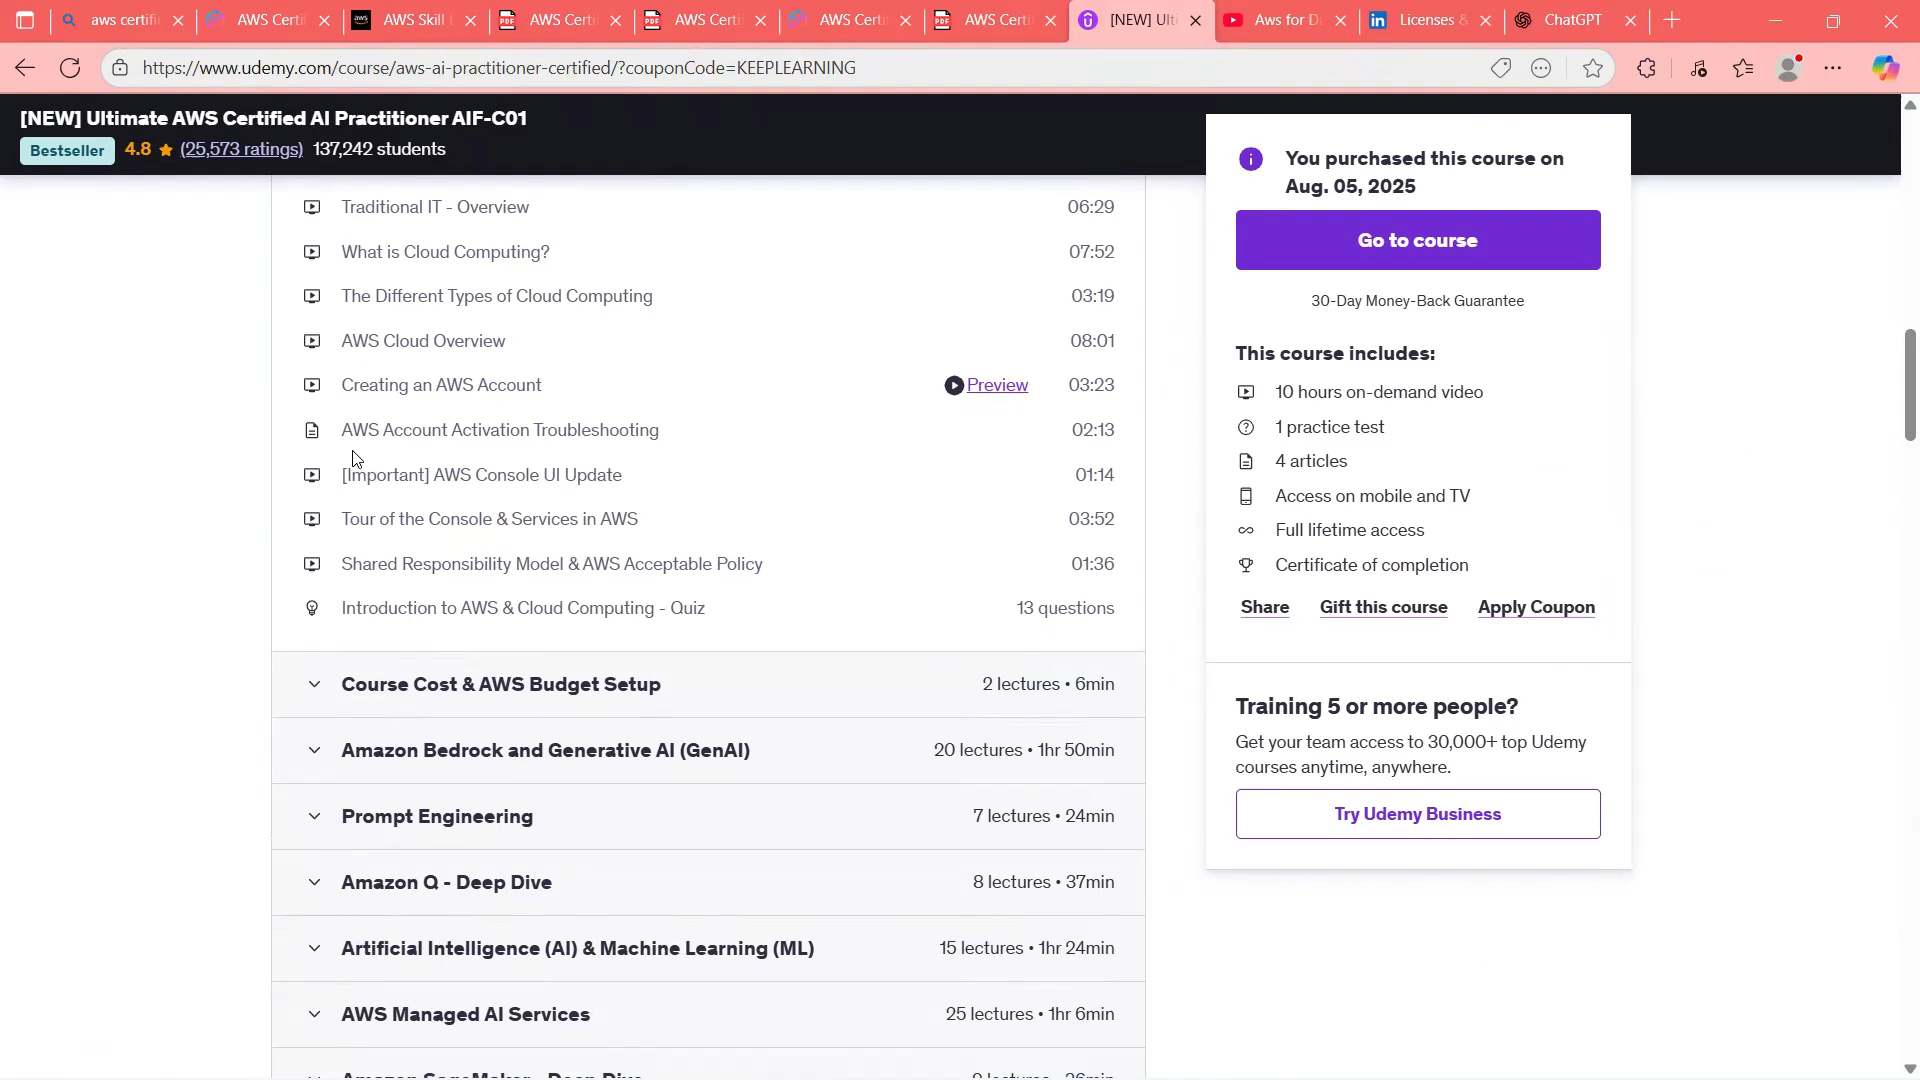 aws certifi
AWS Certi
AWS Skill
AWS Certi
AWS Certi
AWS Certi
AWS Certi
[NEW] Ulti
Aws for D
Licenses &
ChatGPT
https://www.udemy.com/course/aws-ai-practitioner-certified/?couponCode=KEEPLEARNING
[NEW] Ultimate AWS Certified AI Practitioner AIF-C01
Bestseller 4.8 (25,573 ratings) 137,242 students
Traditional IT - Overview 06:29
What is Cloud Computing? 07:52
The Different Types of Cloud Computing 03:19
AWS Cloud Overview 08:01
Creating an AWS Account Preview 03:23
AWS Account Activation Troubleshooting 02:13
[Important] AWS Console UI Update 01:14
Tour of the Console & Services in AWS 03:52
Shared Responsibility Model & AWS Acceptable Policy 01:36
Introduction to AWS & Cloud Computing - Quiz 13 questions
Course Cost & AWS Budget Setup 2 lectures • 6min
Amazon Bedrock and Generative AI (GenAI) 20 lectures • 1hr 50min
Prompt Engineering 7 lectures • 24min
Amazon Q - Deep Dive 8 lectures • 37min
Artificial Intelligence (AI) & Machine Learning (ML) 15 lectures • 1hr 24min
AWS Managed AI Services 25 lectures • 1hr 6min
Amazon SageMaker - Deep Dive
You purchased this course on
Aug. 05, 2025
Go to course
30-Day Money-Back Guarantee
This course includes:
10 hours on-demand video
1 practice test
4 articles
Access on mobile and TV
Full lifetime access
Certificate of completion
Share Gift this course Apply Coupon
Training 5 or more people?
Get your team access to 30,000+ top Udemy
courses anytime, anywhere.
Try Udemy Business